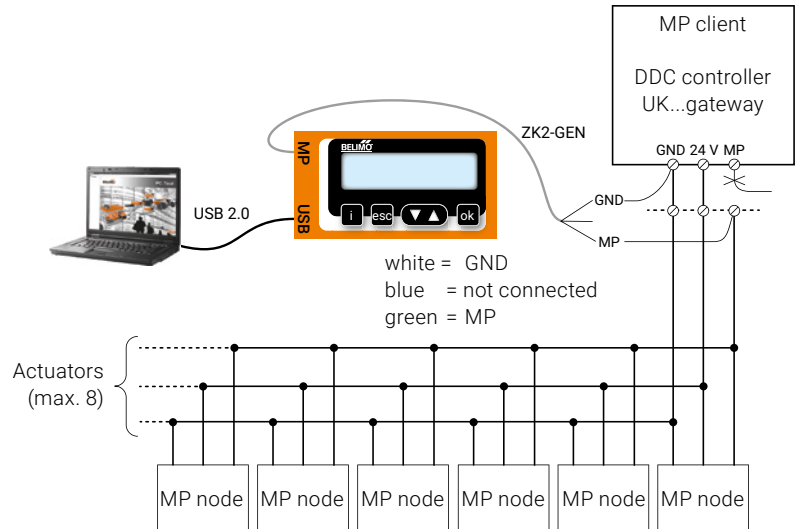 MP client
DDC controller
UK...gateway
GND 24 V MP
ZK2-GEN
BELIMO
MP
USB
i esc ok
USB 2.0
GND
MP
white = GND
blue = not connected
green = MP
Actuators
(max. 8)
MP node MP node MP node MP node MP node MP node